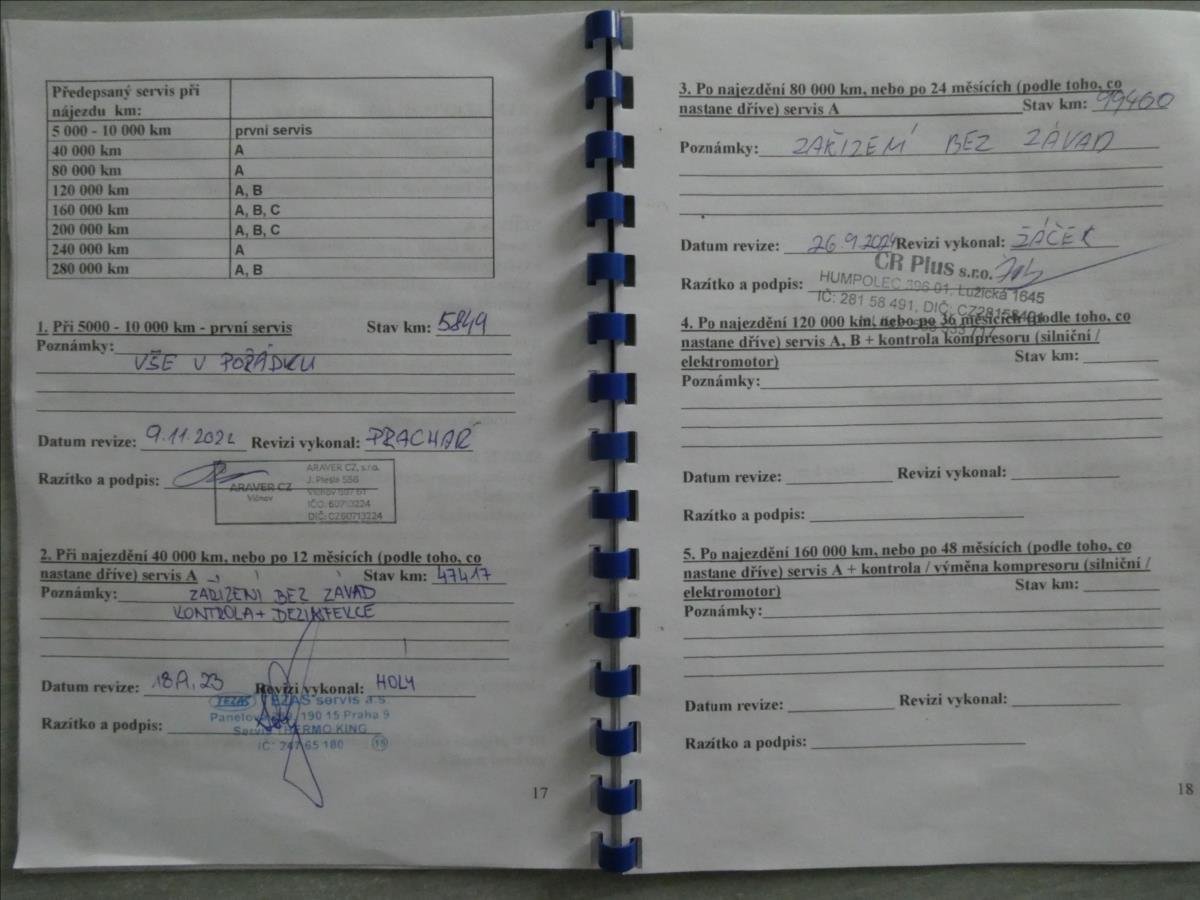 Předepsaný servis při nájezdu km:
5 000 - 10 000 km první servis
40 000 km A
80 000 km A
120 000 km A, B
160 000 km A, B, C
200 000 km A, B, C
240 000 km A
280 000 km A, B
1. Při 5000 - 10 000 km - první servis Stav km: 5849
Poznámky:
VŠE V POŘÁDKU
Datum revize: 9.11.202 Revizi vykonal: PRACHAŘ
Razítko a podpis:
ARAVER CZ, s.r.o.
ARAVER CZ
Vlčnov
IČO: 60713224
DIČ: CZ60713224
2. Při najezdění 40 000 km, nebo po 12 měsících (podle toho, co
nastane dříve) servis A Stav km: 47417
Poznámky: ZAŘÍZENÍ BEZ ZÁVAD
KONTROLA + DEZINFEKCE
Datum revize: Revizi vykonal: HOLY
TEZAS TEZAS servis a.s.
190 15 Praha 9
Razítko a podpis:
Servis THERMO KING
IČ: 247 65 180 15
17
3. Po najezdění 80 000 km, nebo po 24 měsících (podle toho, co
nastane dříve) servis A Stav km: 99460
Poznámky: ZAŘÍZENÍ BEZ ZÁVAD
Datum revize: 26.9.2024 Revizi vykonal: ŽÁČEK
CR Plus s.r.o.
Razítko a podpis:
HUMPOLEC 396 01, Lužická 1645
IČ: 281 58 491, DIČ:
4. Po najezdění 120 000 km, nebo po 36 měsících (podle toho, co
nastane dříve) servis A, B + kontrola kompresoru (silniční /
elektromotor) Stav km:
Poznámky:
Datum revize: Revizi vykonal:
Razítko a podpis:
5. Po najezdění 160 000 km, nebo po 48 měsících (podle toho, co
nastane dříve) servis A + kontrola / výměna kompresoru (silniční /
elektromotor) Stav km:
Poznámky:
Datum revize: Revizi vykonal:
Razítko a podpis:
18